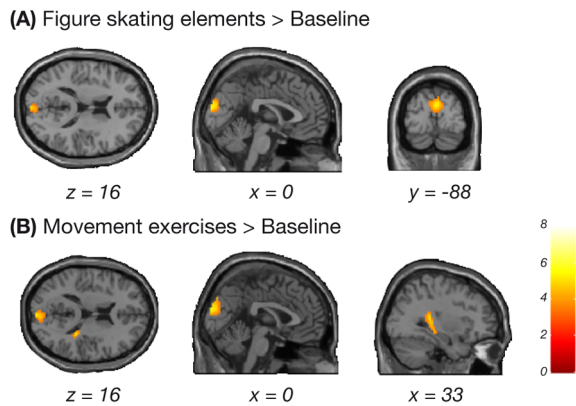 (A) Figure skating elements > Baseline
z = 16
x = 0
y = -88
(B) Movement exercises > Baseline
8
6
4
2
0
z = 16
x = 0
x = 33